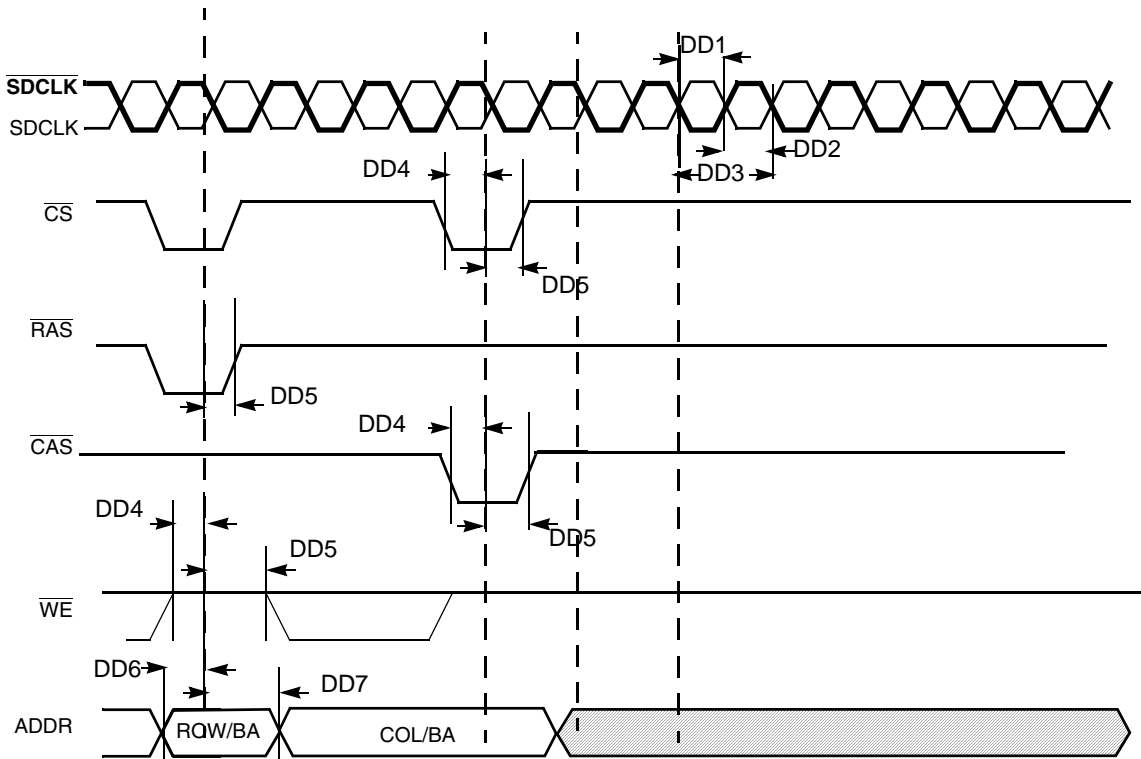 DD1
SDCLK
SDCLK
DD2
DD4
DD3
CS
DD5
RAS
DD5
DD4
CAS
DD4
DD5
DD5
WE
DD6
DD7
ADDR
ROW/BA
COL/BA